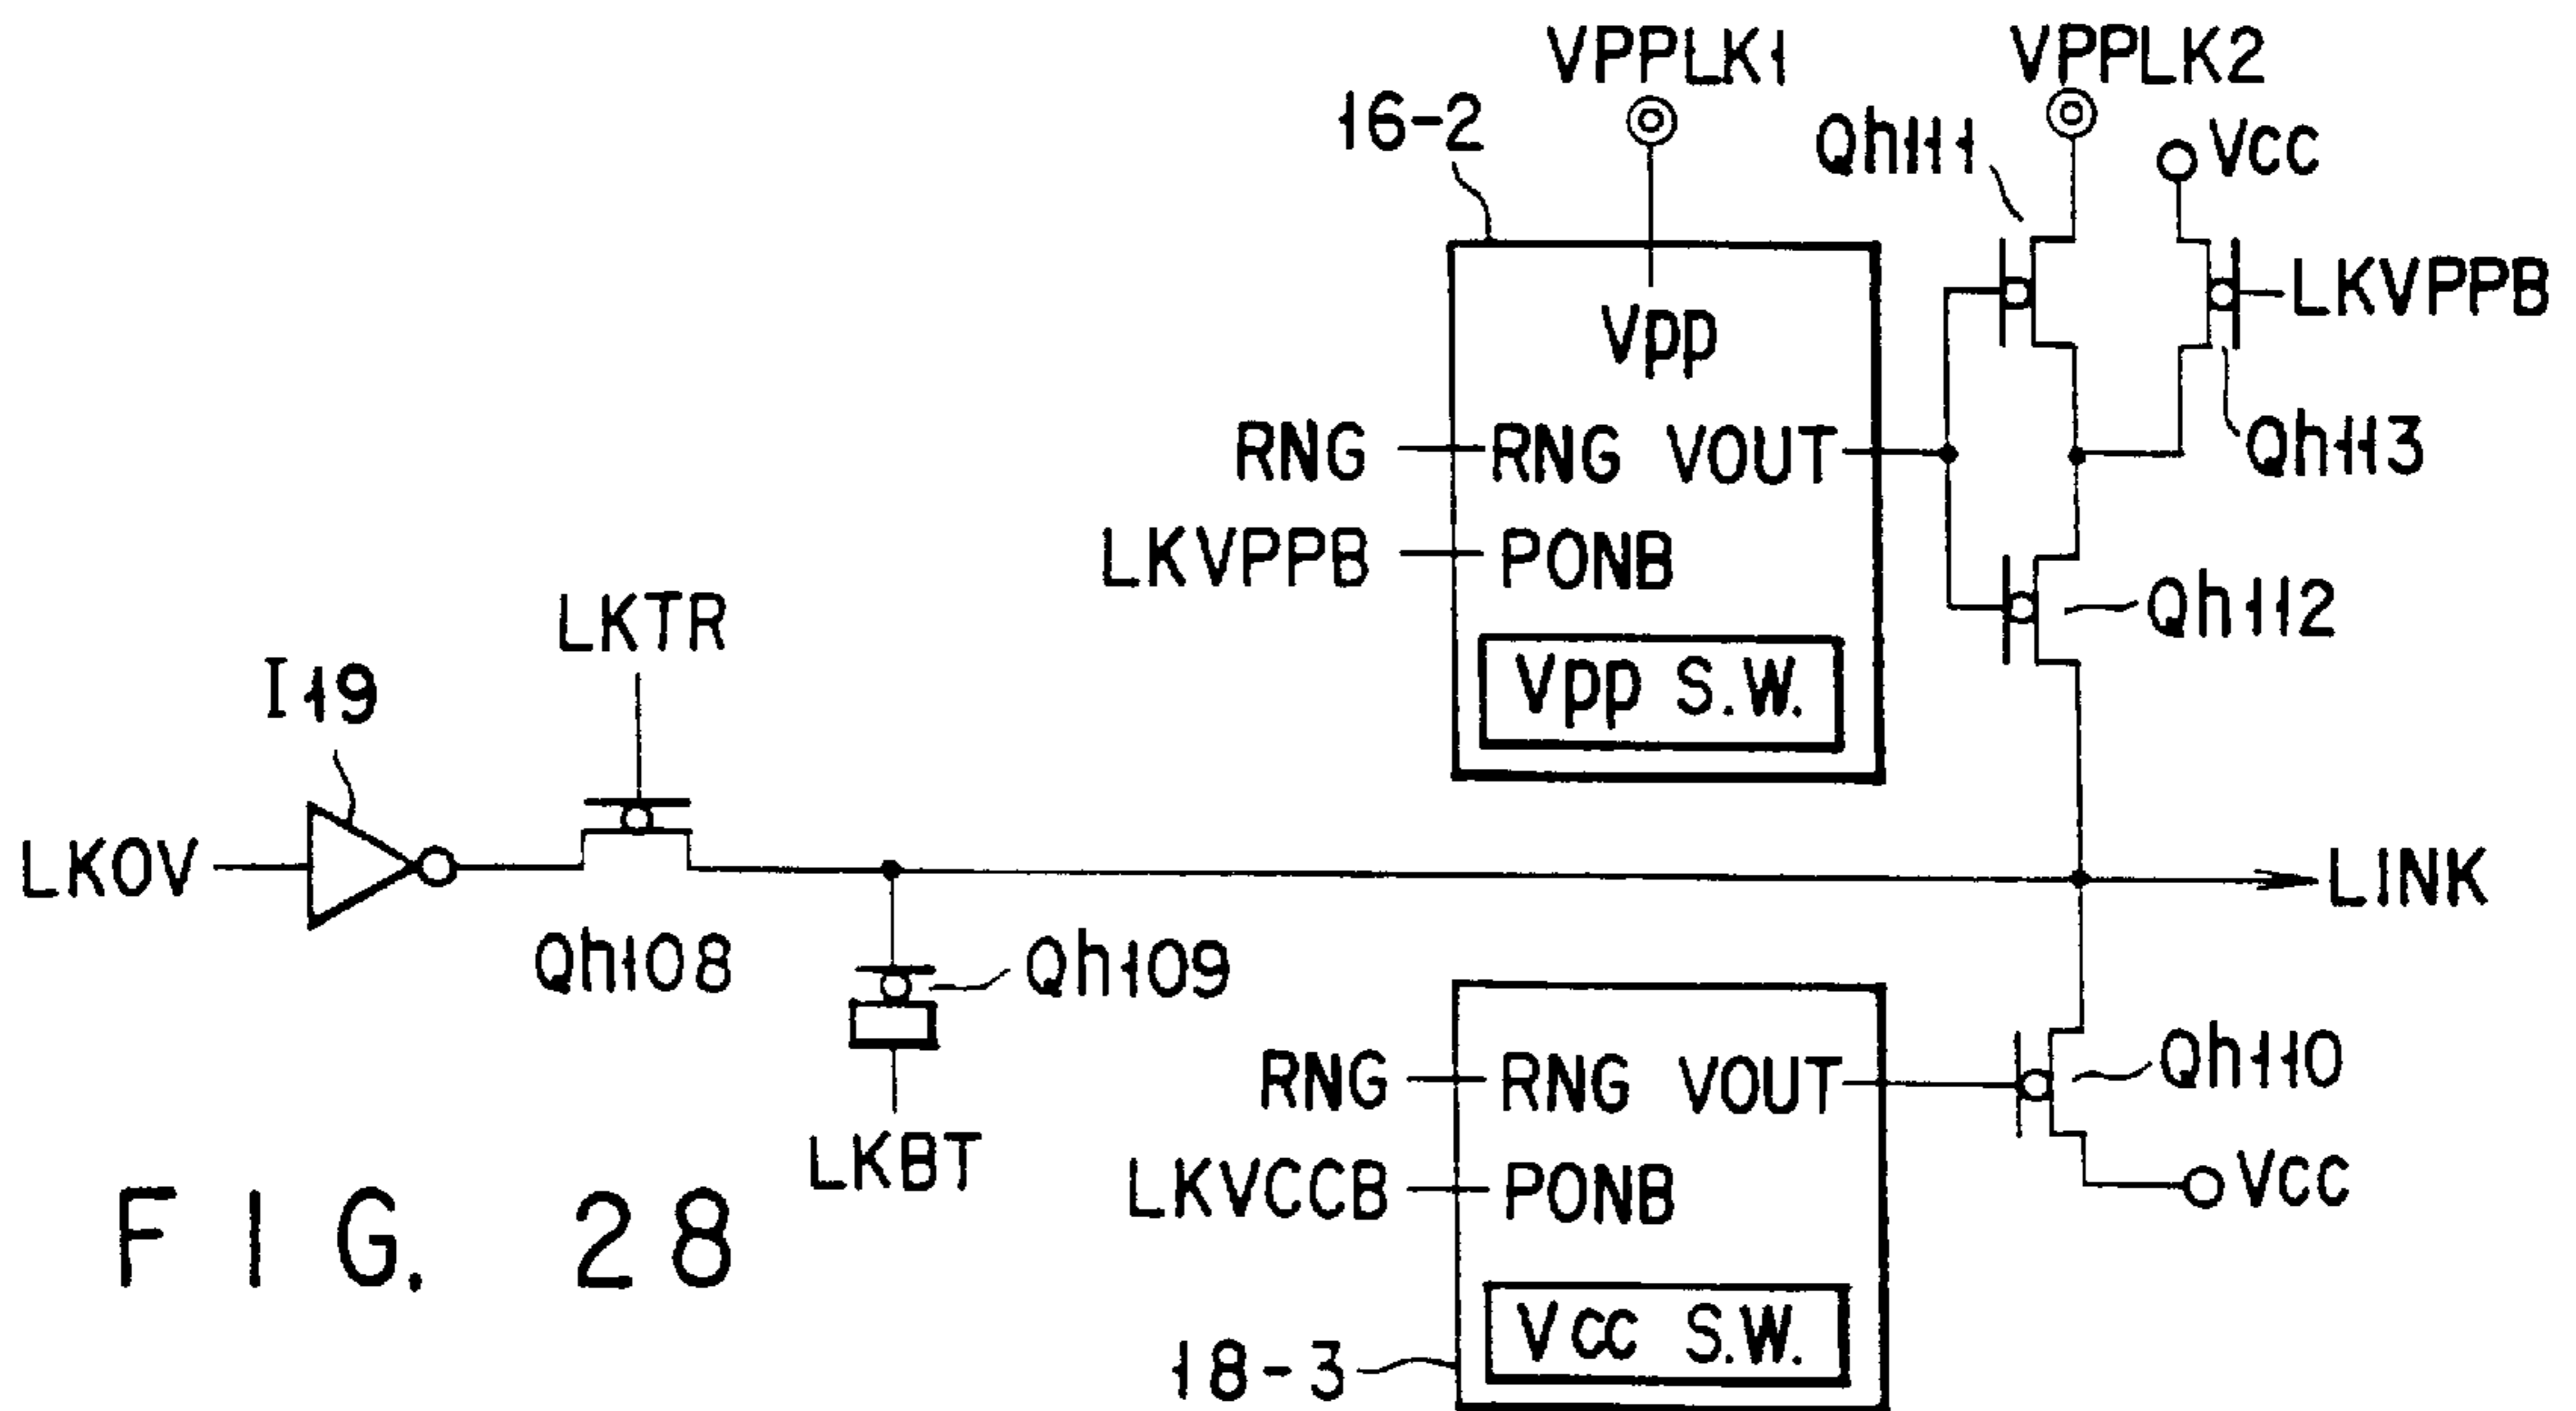 VPPLK1
VPPLK2
16-2
Qh111
Vcc
Vpp
LKVPPB
RNG
RNG VOUT
Qh113
LKVPPB
PONB
Qh112
Vpp S.W.
LKTR
I19
LKOV
LINK
Qh108
Qh109
LKBT
RNG
RNG VOUT
Qh110
LKVCCB
PONB
Vcc
Vcc S.W.
18-3
FIG. 28